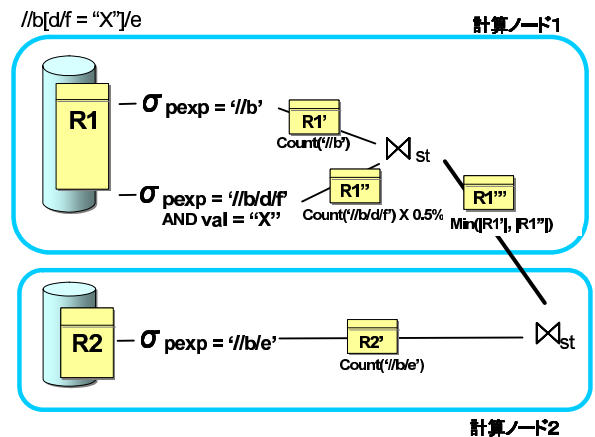 //b[d/f = “X”]/e
計算ノード1
R1
σ pexp = ‘//b’
R1’
Count(‘//b’)
⋈st
σ pexp = ‘//b/d/f’
AND val = “X”
R1”
Count(‘//b/d/f’) X 0.5%
R1’”
Min(|R1’|, |R1”|)
R2
σ pexp = ‘//b/e’
R2’
Count(‘//b/e’)
⋈st
計算ノード2